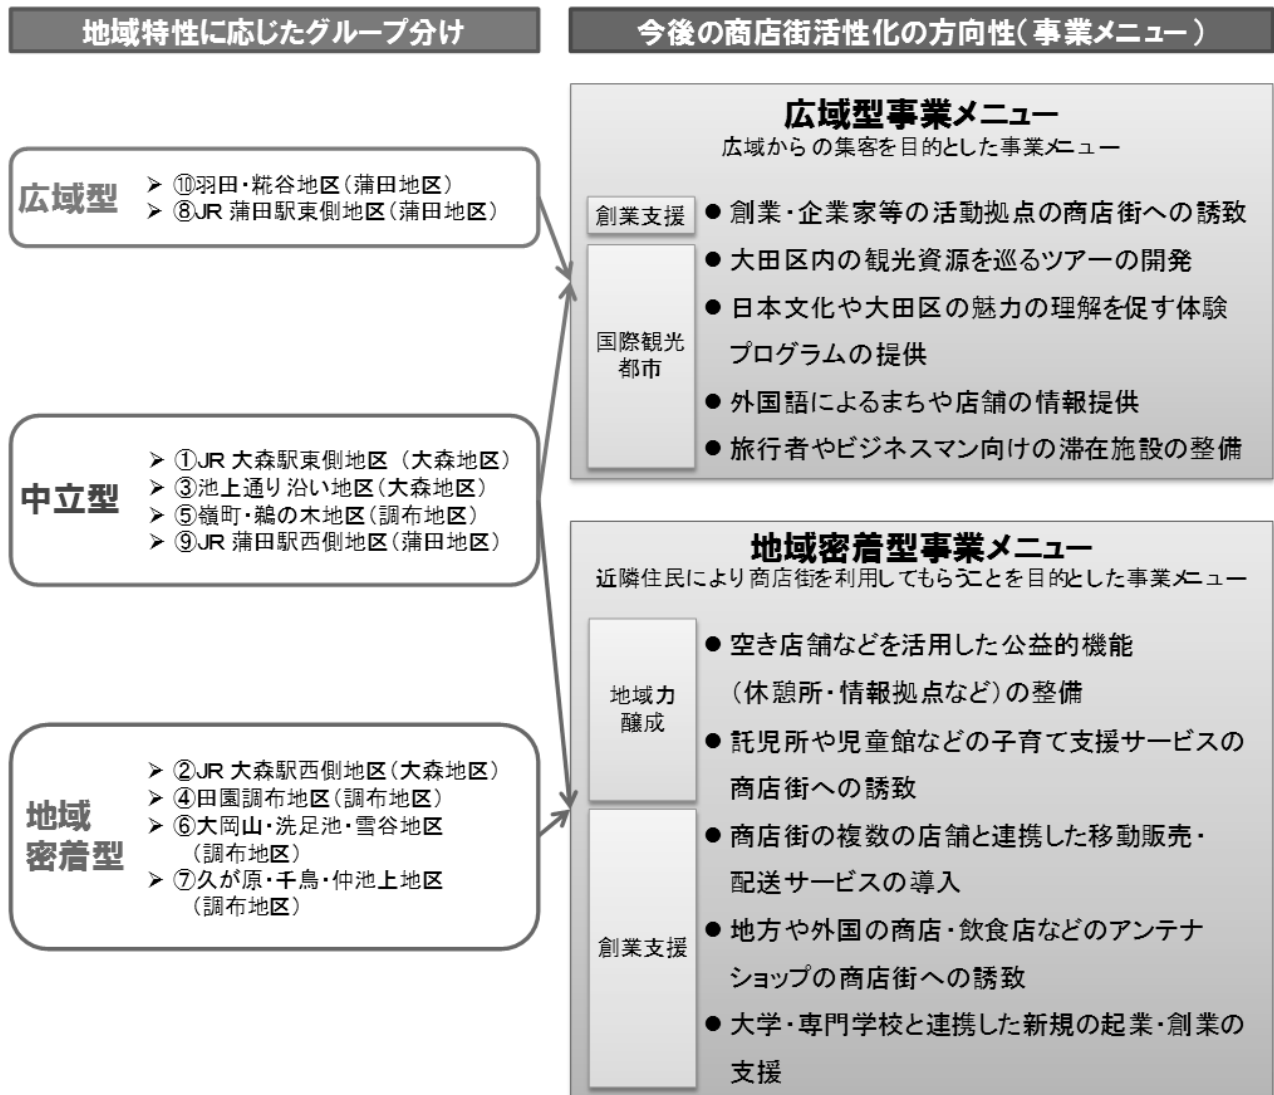 地域特性に応じたグループ分け
今後の商店街活性化の方向性(事業メニュー)
広域型
➢ ⑩羽田・糀谷地区(蒲田地区)
➢ ⑧JR 蒲田駅東側地区(蒲田地区)
中立型
➢ ①JR 大森駅東側地区 (大森地区)
➢ ③池上通り沿い地区(大森地区)
➢ ⑤嶺町・鵜の木地区(調布地区)
➢ ⑨JR 蒲田駅西側地区(蒲田地区)
地域
密着型
➢ ②JR 大森駅西側地区(大森地区)
➢ ④田園調布地区(調布地区)
➢ ⑥大岡山・洗足池・雪谷地区
(調布地区)
➢ ⑦久が原・千鳥・仲池上地区
(調布地区)
広域型事業メニュー
広域からの集客を目的とした事業メニュー
創業支援
● 創業・企業家等の活動拠点の商店街への誘致
国際観光
都市
● 大田区内の観光資源を巡るツアーの開発
● 日本文化や大田区の魅力の理解を促す体験
プログラムの提供
● 外国語によるまちや店舗の情報提供
● 旅行者やビジネスマン向けの滞在施設の整備
地域密着型事業メニュー
近隣住民により商店街を利用してもらうことを目的とした事業メニュー
地域力
醸成
● 空き店舗などを活用した公益的機能
(休憩所・情報拠点など)の整備
● 託児所や児童館などの子育て支援サービスの
商店街への誘致
創業支援
● 商店街の複数の店舗と連携した移動販売・
配送サービスの導入
● 地方や外国の商店・飲食店などのアンテナ
ショップの商店街への誘致
● 大学・専門学校と連携した新規の起業・創業の
支援